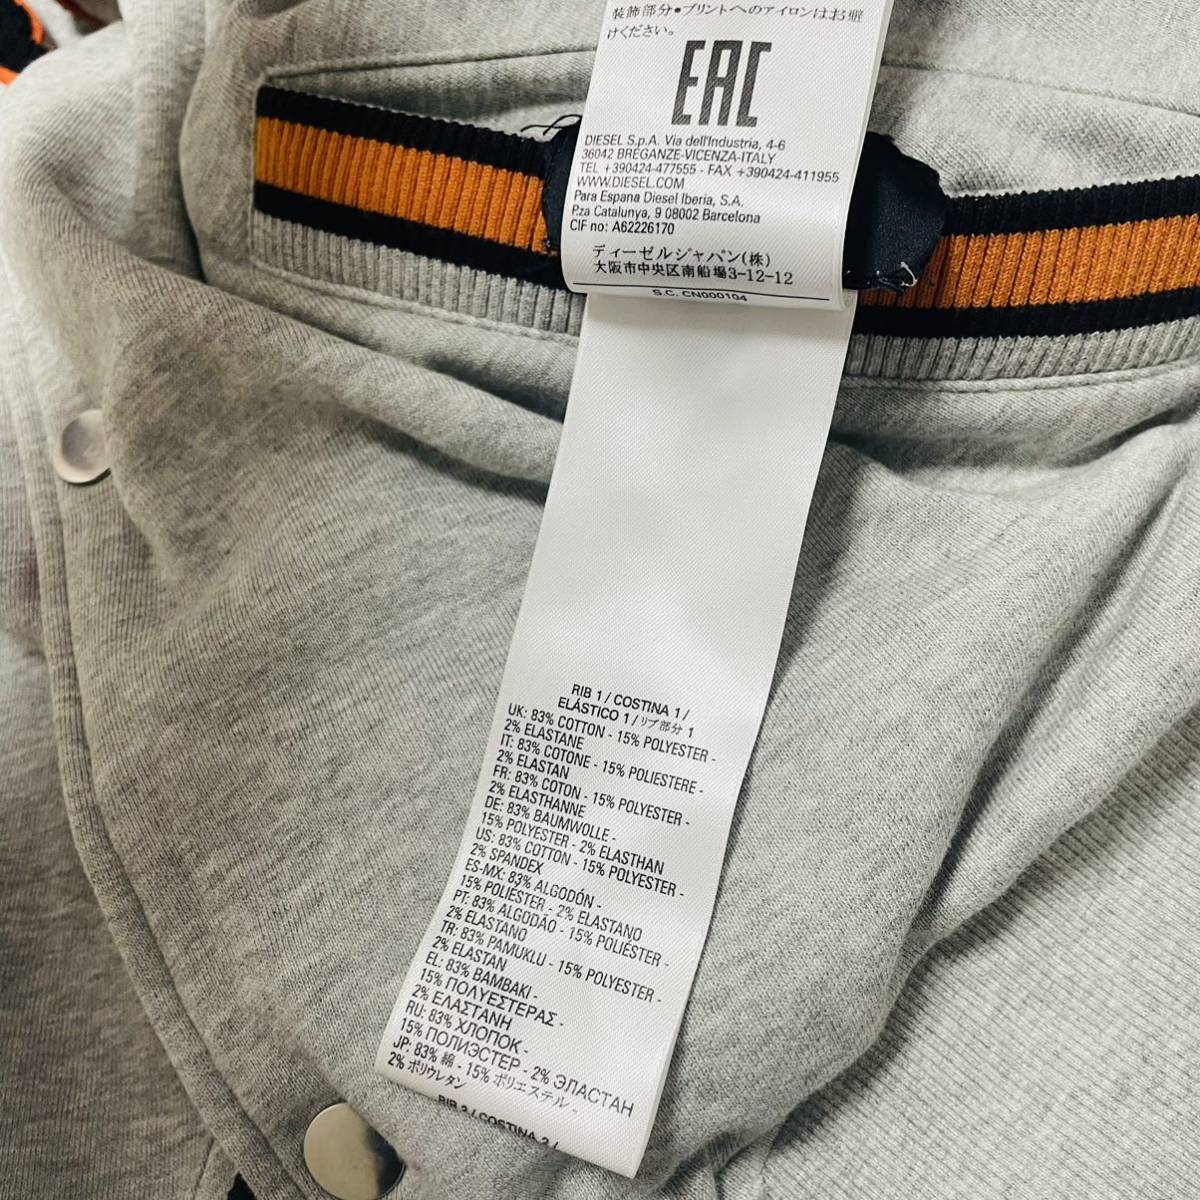 装飾部分•プリントへのアイロンはお避
けください。
EAC
DIESEL S.p.A. Via dell'Industria, 4-6
36042 BREGANZE-VICENZA-ITALY
TEL +390424-477555 - FAX +390424-411955
WWW.DIESEL.COM
Para Espana Diesel Iberia, S.A.
P.za Catalunya, 9 08002 Barcelona
CIF no: A62226170
ディーゼルジャパン(株)
大阪市中央区南船場3-12-12
S.C. CN000104
RIB 1 / COSTINA 1 /
ELÁSTICO 1 / リブ部分 1
UK: 83% COTTON - 15% POLYESTER -
2% ELASTANE
IT: 83% COTONE - 15% POLIESTERE -
2% ELASTAN
FR: 83% COTON - 15% POLYESTER -
2% ELASTHANNE
DE: 83% BAUMWOLLE -
15% POLYESTER - 2% ELASTHAN
US: 83% COTTON - 15% POLYESTER -
2% SPANDEX
ES-MX: 83% ALGODÓN -
15% POLIÉSTER - 2% ELASTANO
PT: 83% ALGODÃO - 15% POLIÉSTER -
2% ELASTANO
TR: 83% PAMUKLU - 15% POLYESTER -
2% ELASTAN
EL: 83% BAMBAKI -
15% ΠΟΛΥΕΣΤΕΡΑΣ -
2% ΕΛΑΣΤΑΝΗ
RU: 83% ХЛОПОК -
15% ПОЛИЭСТЕР - 2% ЭЛАСТАН
JP: 83% 綿 - 15% ポリエステル -
2% ポリウレタン
RIB 2 / COSTINA 2 /